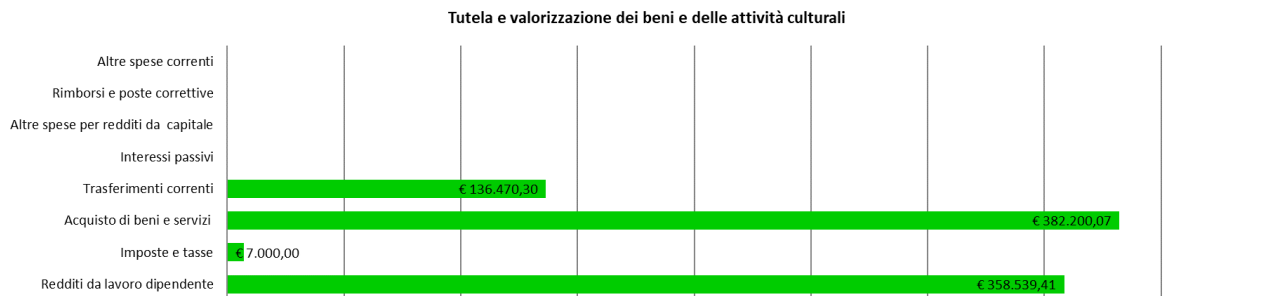 Tutela e valorizzazione dei beni e delle attività culturali
Altre spese correnti
Rimborsi e poste correttive
Altre spese per redditi da  capitale
Interessi passivi
Trasferimenti correnti
€ 136.470,30
Acquisto di beni e servizi
€ 382.200,07
Imposte e tasse
€ 7.000,00
Redditi da lavoro dipendente
€ 358.539,41